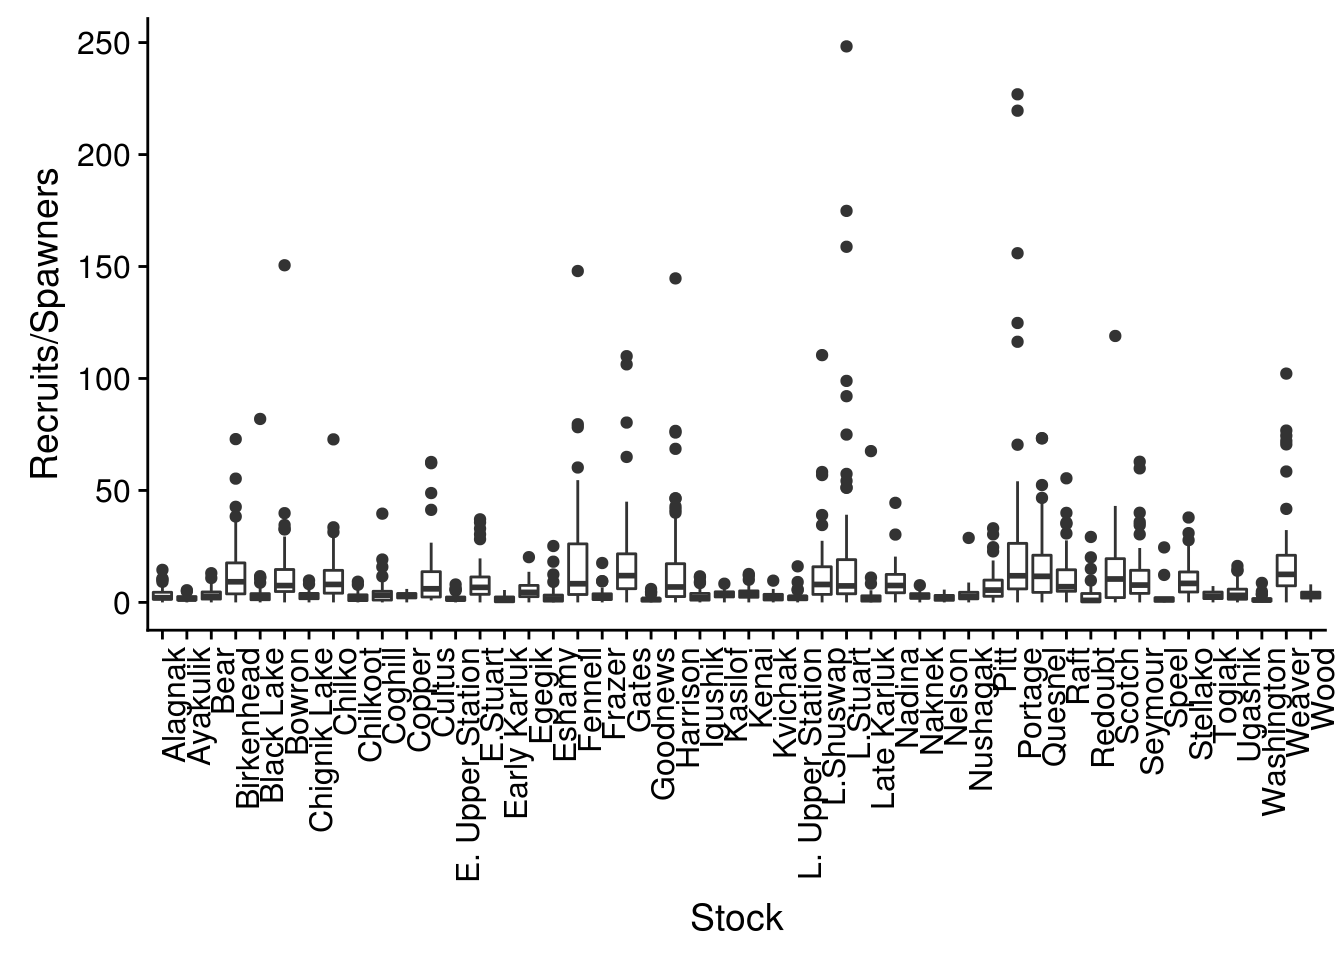 250
200
150
100
50
0
Recruits/Spawners
Alagnak
Ayakulik
Bear
Birkenhead
Black Lake
Bowron
Chignik Lake
Chilko
Chilkoot
Coghill
Copper
Cultus
E. Upper Station
E.Stuart
Early Karluk
Egegik
Eshamy
Fennell
Frazer
Gates
Goodnews
Harrison
Igushik
Kasilof
Kenai
Kvichak
L. Upper Station
L.Shuswap
L.Stuart
Late Karluk
Nadina
Naknek
Nelson
Nushagak
Pitt
Portage
Quesnel
Raft
Redoubt
Scotch
Seymour
Speel
Stellako
Togiak
Ugashik
Washington
Weaver
Wood
Stock